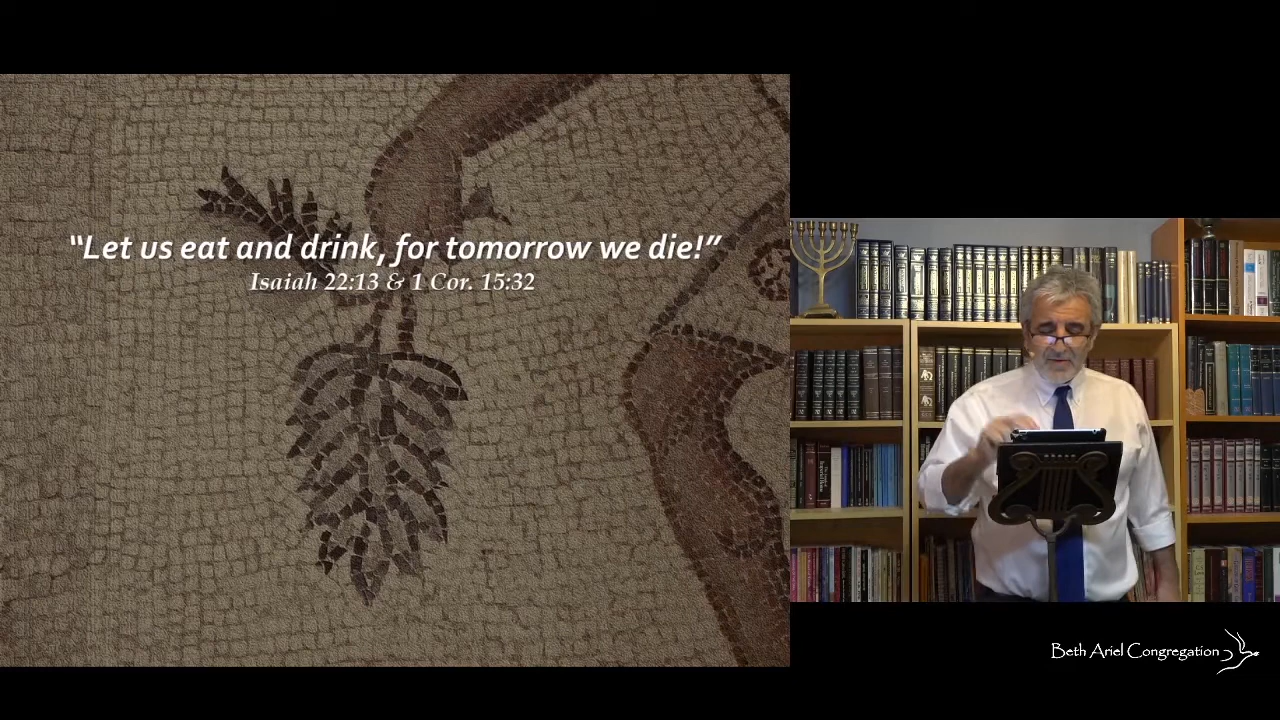 “Let us eat and drink, for tomorrow we die!”
Isaiah 22:13 & 1 Cor. 15:32
Beth Ariel Congregation